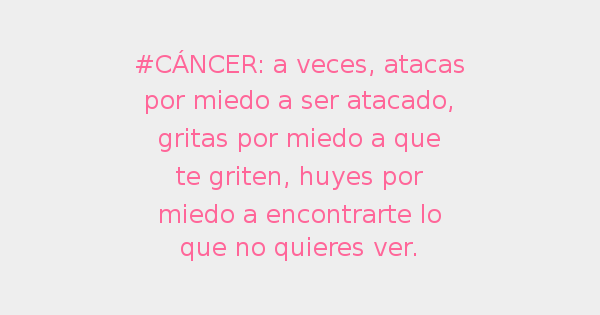 #CÁNCER: a veces, atacas
por miedo a ser atacado,
gritas por miedo a que
te griten, huyes por
miedo a encontrarte lo
que no quieres ver.